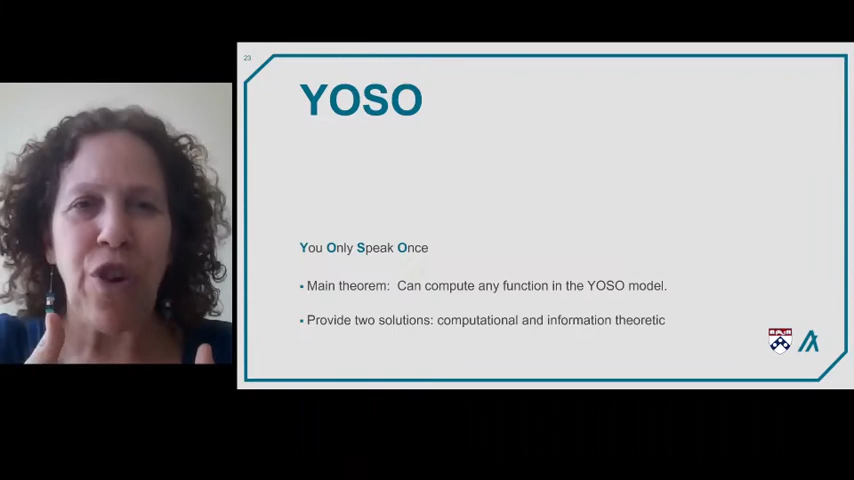 23
YOSO
You Only Speak Once
▪ Main theorem: Can compute any function in the YOSO model.
▪ Provide two solutions: computational and information theoretic